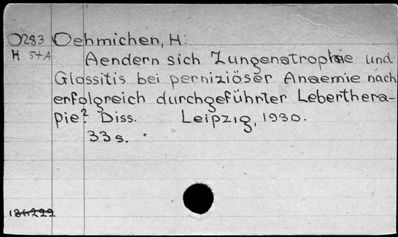 O283 Oehmichen, H.
H StA Aendern sich Zungenatrophie und
Glossitis bei perniziöser Anaemie nach
erfolgreich durchgeführter Leberthera-
pie? Diss. Leipzig, 1930.
33 s.